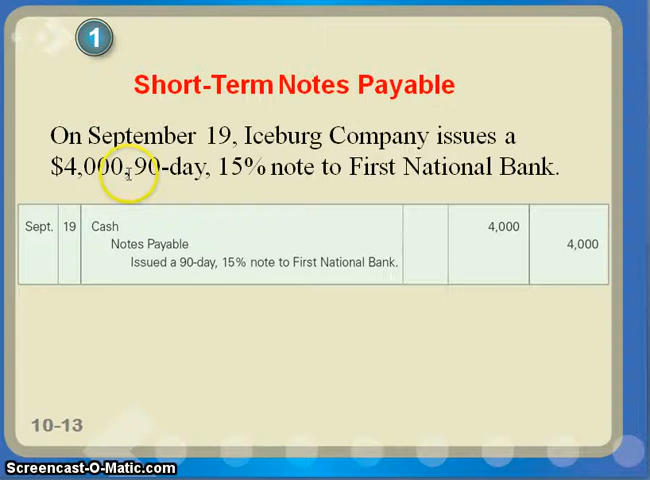 1
Short-Term Notes Payable
On September 19, Iceburg Company issues a
$4,000, 90-day, 15% note to First National Bank.
Sept. 19 Cash 4,000
Notes Payable 4,000
Issued a 90-day, 15% note to First National Bank.
10-13
Screencast-O-Matic.com